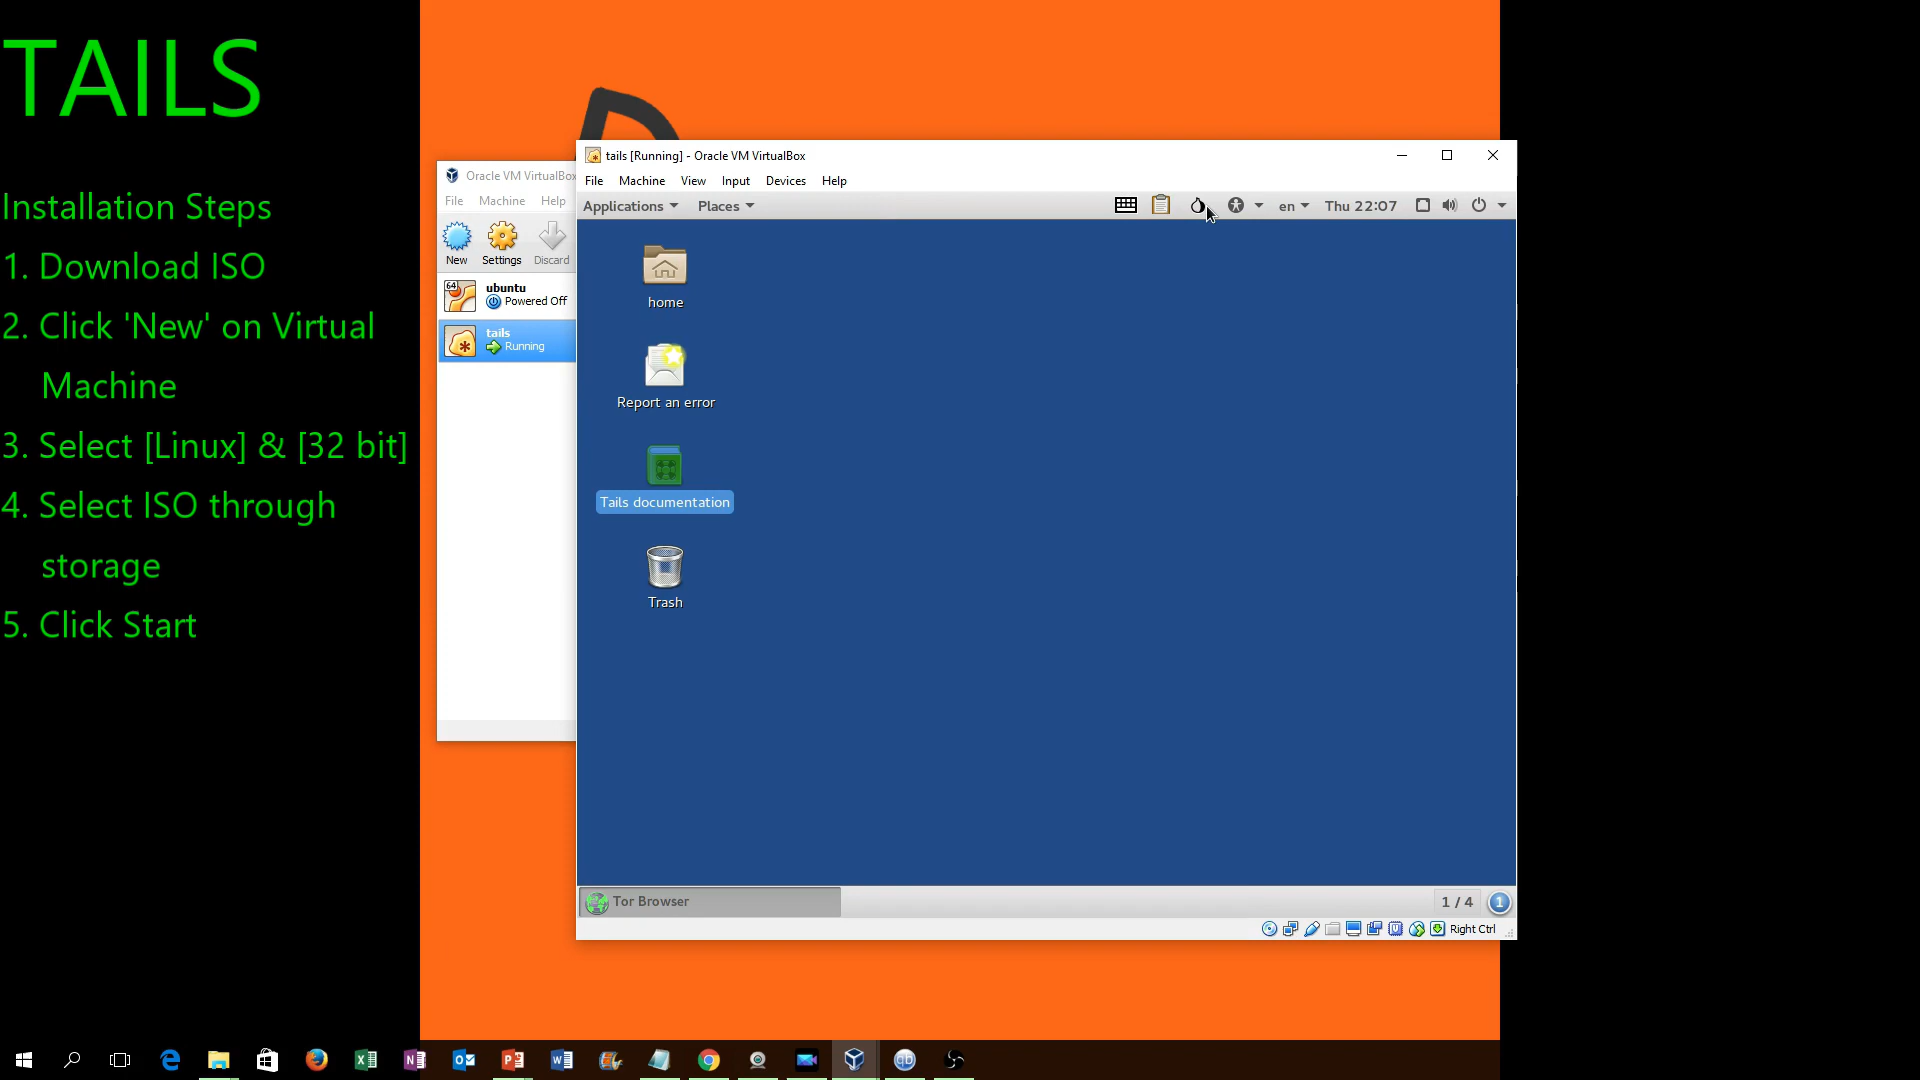 TAILS
Installation Steps
1. Download ISO
2. Click 'New' on Virtual
Machine
3. Select [Linux] & [32 bit]
4. Select ISO through
storage
5. Click Start
Oracle VM VirtualBox
File Machine Help
New Settings Discard
64
ubuntu
Powered Off
tails
Running
tails [Running] - Oracle VM VirtualBox
File Machine View Input Devices Help
Applications Places en Thu 22:07
home
Report an error
Tails documentation
Trash
Tor Browser
1 / 4
1
Right Ctrl